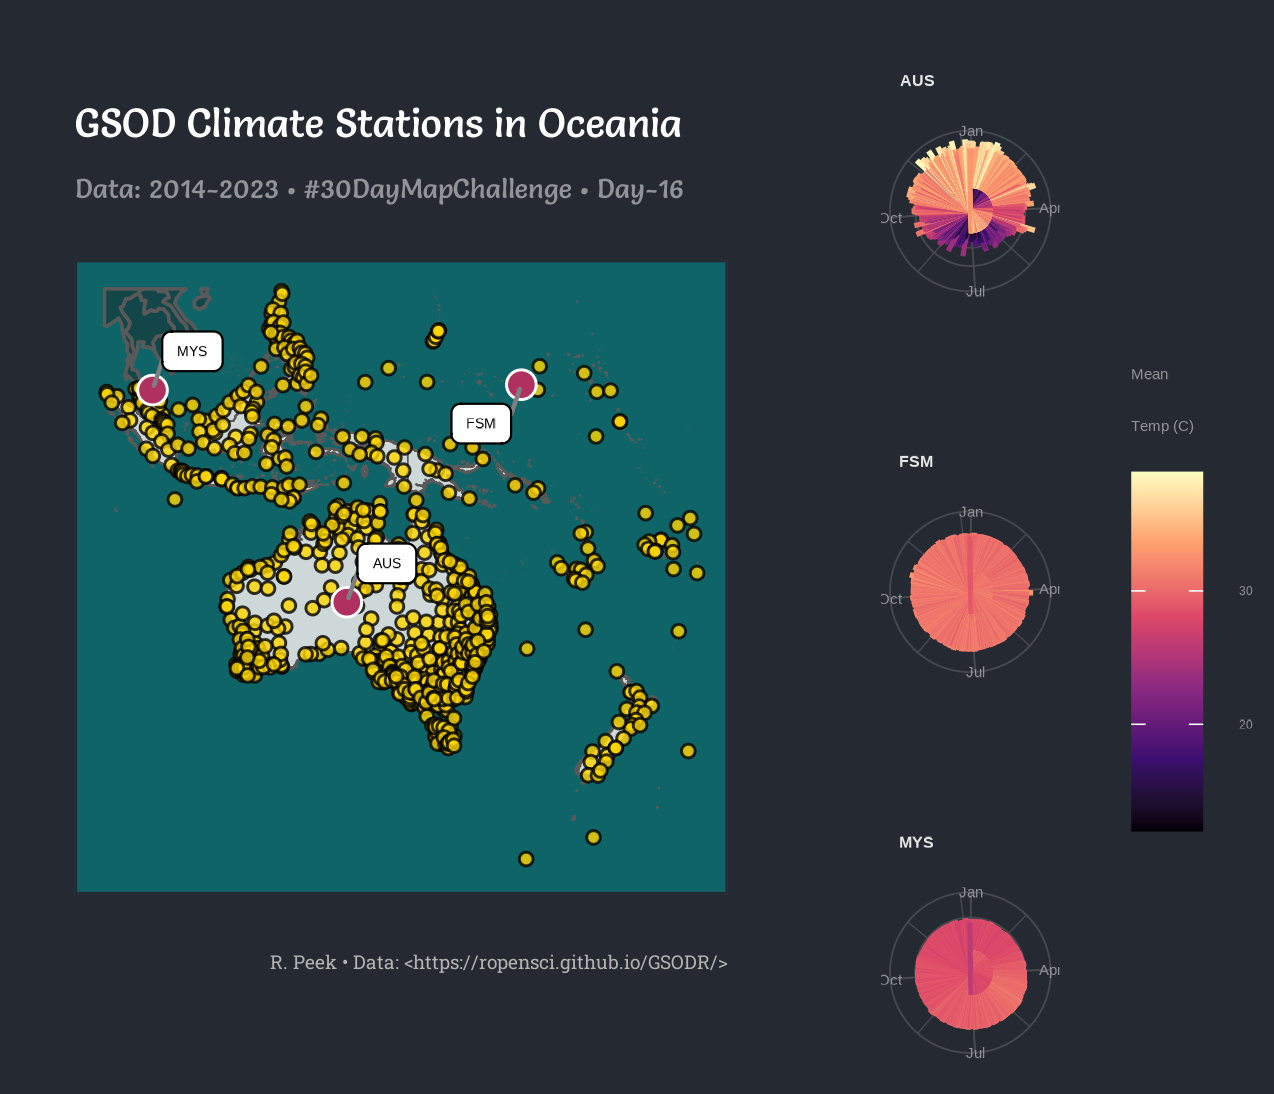 GSOD Climate Stations in Oceania
Data: 2014-2023 • #30DayMapChallenge • Day-16
MYS
FSM
AUS
R. Peek • Data: <https://ropensci.github.io/GSODR/>
AUS
Jan
Apr
Jul
Oct
FSM
Jan
Apr
Jul
Oct
MYS
Jan
Apr
Jul
Oct
Mean
Temp (C)
30
20